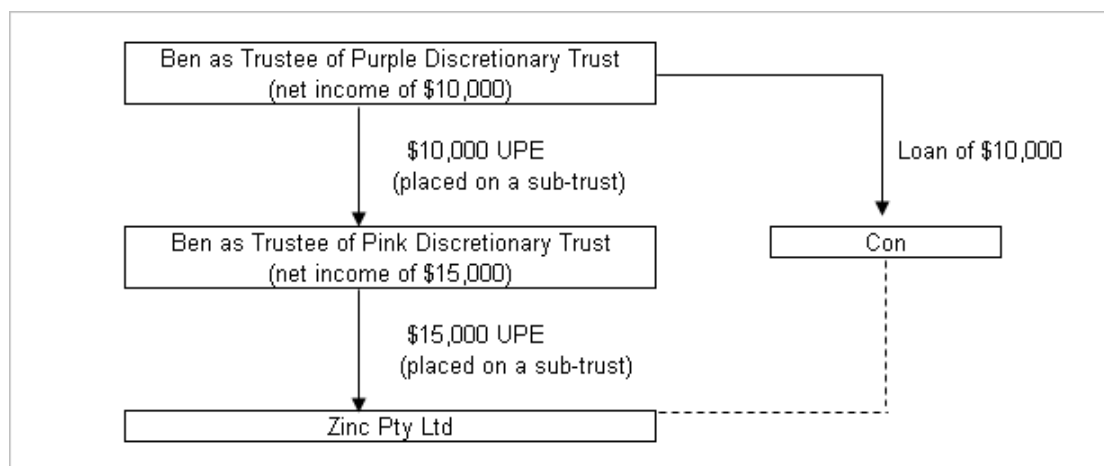 Ben as Trustee of Purple Discretionary Trust
(net income of $10,000)
$10,000 UPE
(placed on a sub-trust)
Loan of $10,000
Ben as Trustee of Pink Discretionary Trust
(net income of $15,000)
Con
$15,000 UPE
(placed on a sub-trust)
Zinc Pty Ltd